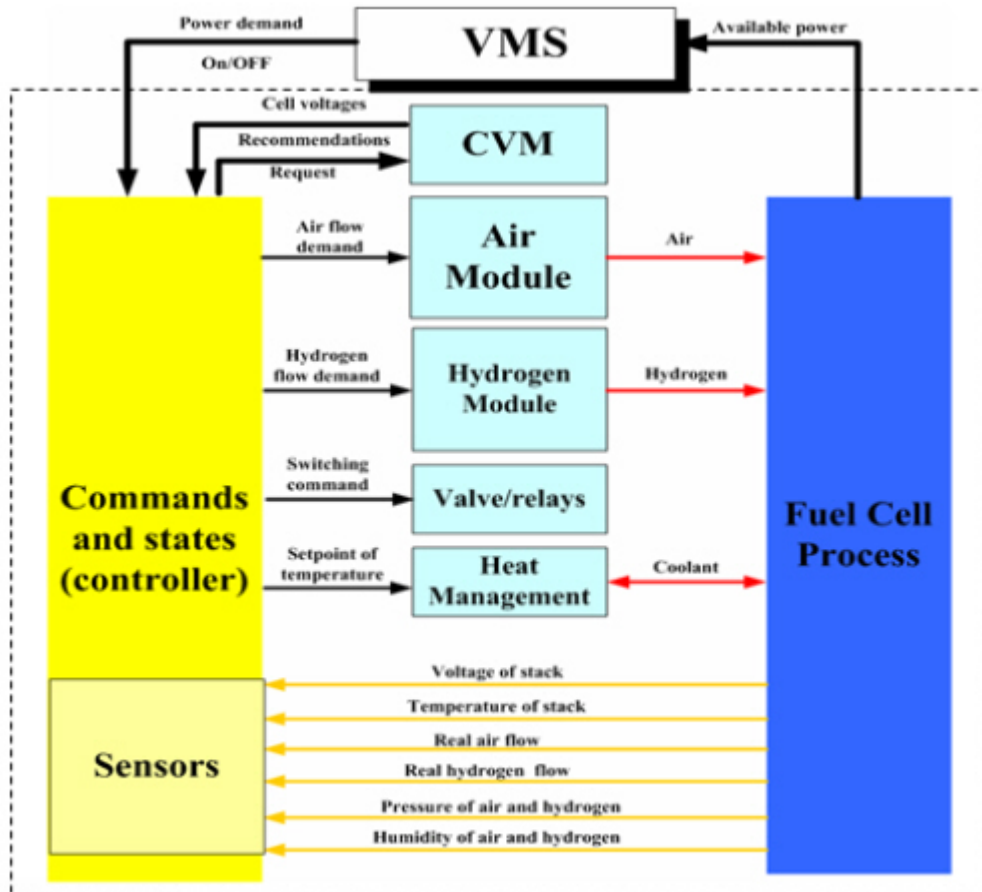 Power demand
VMS
Available power
On/OFF
Cell voltages
Recommendations
Request
CVM
Air flow
demand
Air
Module
Air
Hydrogen
flow demand
Hydrogen
Module
Hydrogen
Switching
command
Valve/relays
Commands
and states
(controller)
Fuel Cell
Process
Setpoint of
temperature
Heat
Management
Coolant
Sensors
Voltage of stack
Temperature of stack
Real air flow
Real hydrogen flow
Pressure of air and hydrogen
Humidity of air and hydrogen